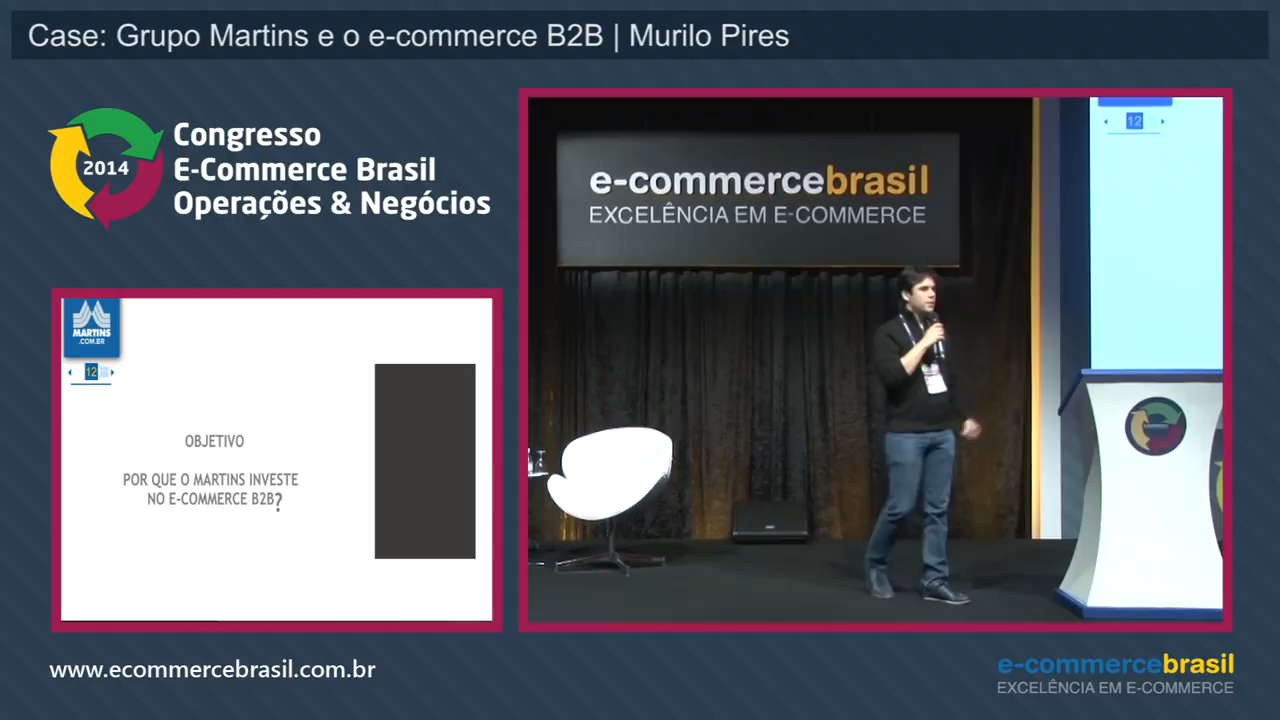 Case: Grupo Martins e o e-commerce B2B | Murilo Pires
2014
Congresso
E-Commerce Brasil
Operações & Negócios
e-commercebrasil
EXCELÊNCIA EM E-COMMERCE
12
MARTINS
.COM.BR
12
OBJETIVO
POR QUE O MARTINS INVESTE
NO E-COMMERCE B2B?
www.ecommercebrasil.com.br
e-commercebrasil
EXCELÊNCIA EM E-COMMERCE